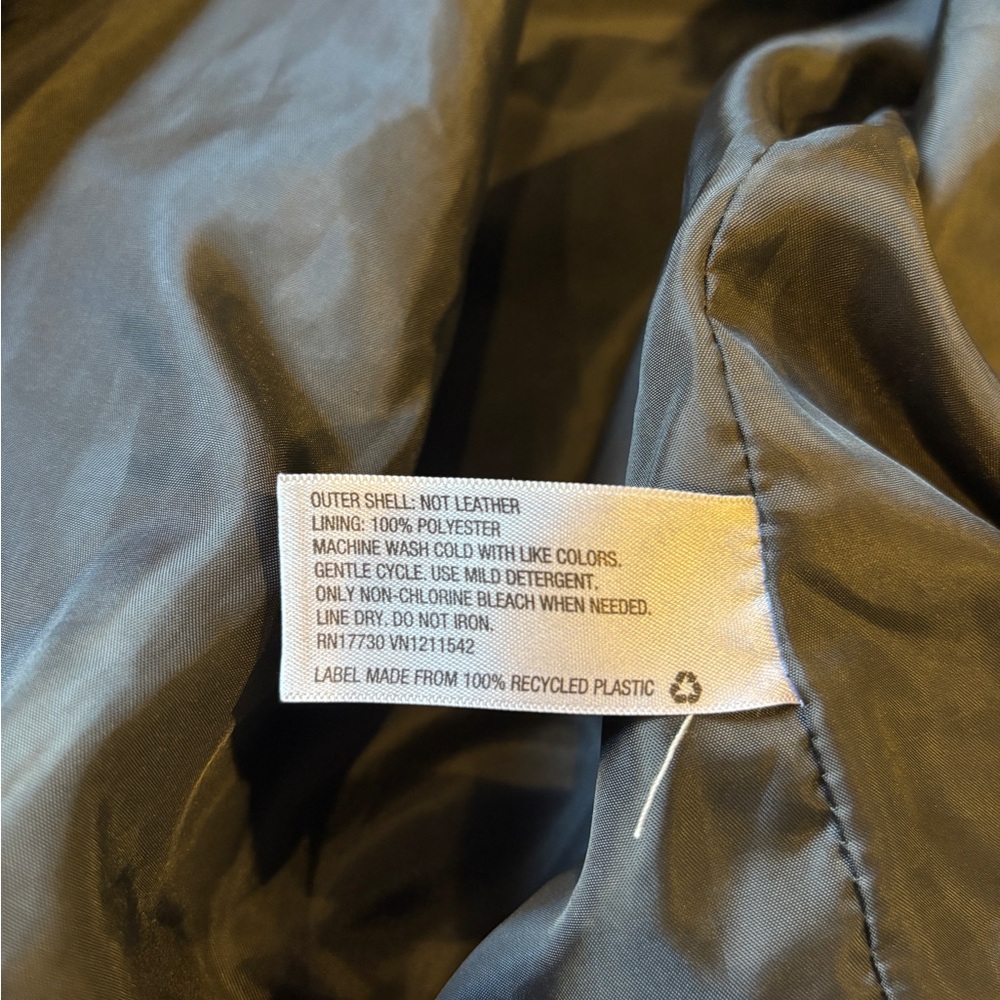 OUTER SHELL: NOT LEATHER
LINING: 100% POLYESTER
MACHINE WASH COLD WITH LIKE COLORS.
GENTLE CYCLE. USE MILD DETERGENT.
ONLY NON-CHLORINE BLEACH WHEN NEEDED.
LINE DRY. DO NOT IRON.
RN17730 VN1211542
LABEL MADE FROM 100% RECYCLED PLASTIC